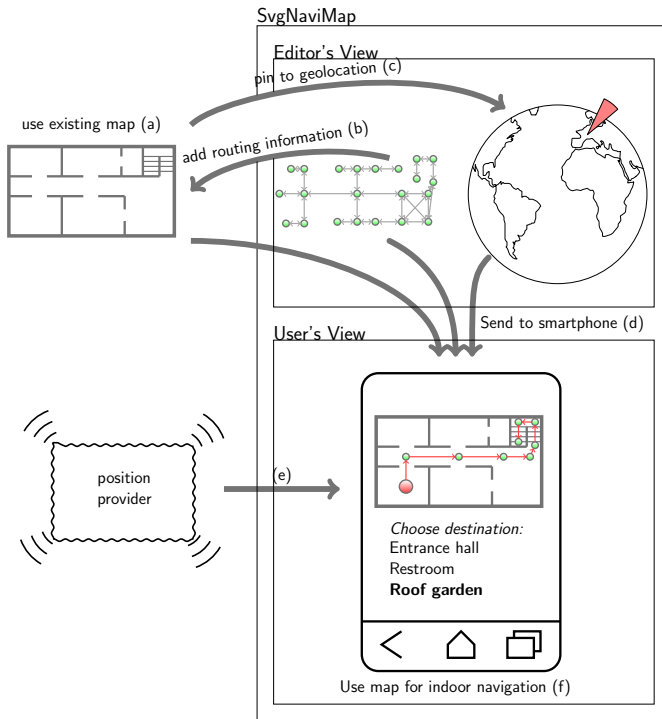 SvgNaviMap
Editor's View
pin to geolocation (c)
use existing map (a)
add routing information (b)
Send to smartphone (d)
User's View
position
provider
(e)
Choose destination:
Entrance hall
Restroom
Roof garden
Use map for indoor navigation (f)